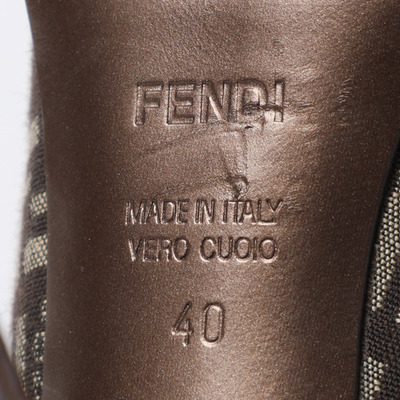 FENDI
MADE IN ITALY
VERO CUOIO
40